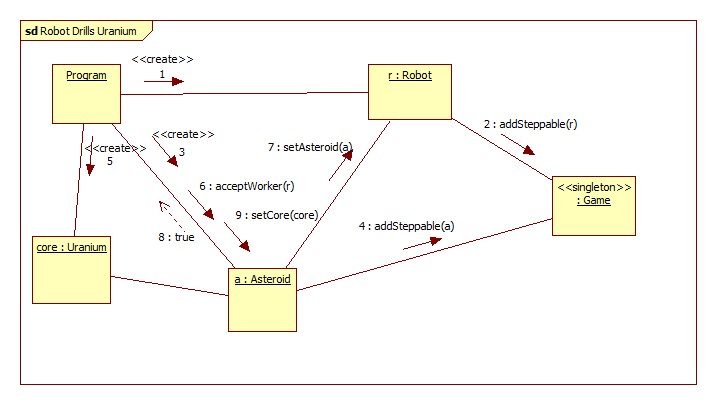 sd Robot Drills Uranium
<<create>>
1
Program
r : Robot
2 : addSteppable(r)
<<create>>
3
<<create>>
5
7 : setAsteroid(a)
6 : acceptWorker(r)
<<singleton>>
: Game
9 : setCore(core)
8 : true
4 : addSteppable(a)
core : Uranium
a : Asteroid